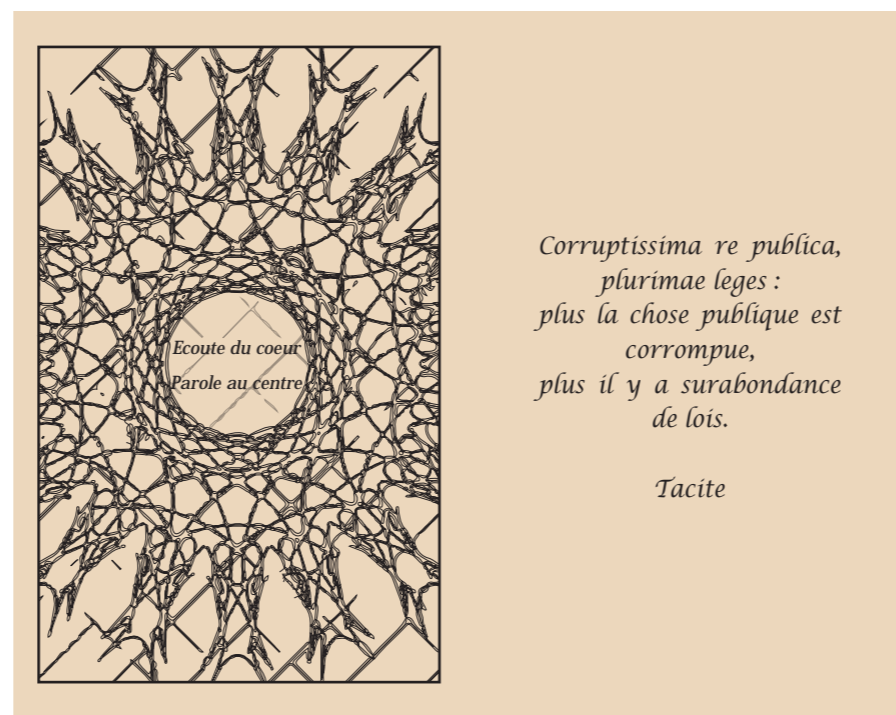 Ecoute du coeur
Parole au centre
Corruptissima re publica,
plurimae leges :
plus la chose publique est
corrompue,
plus il y a surabondance
de lois.
Tacite